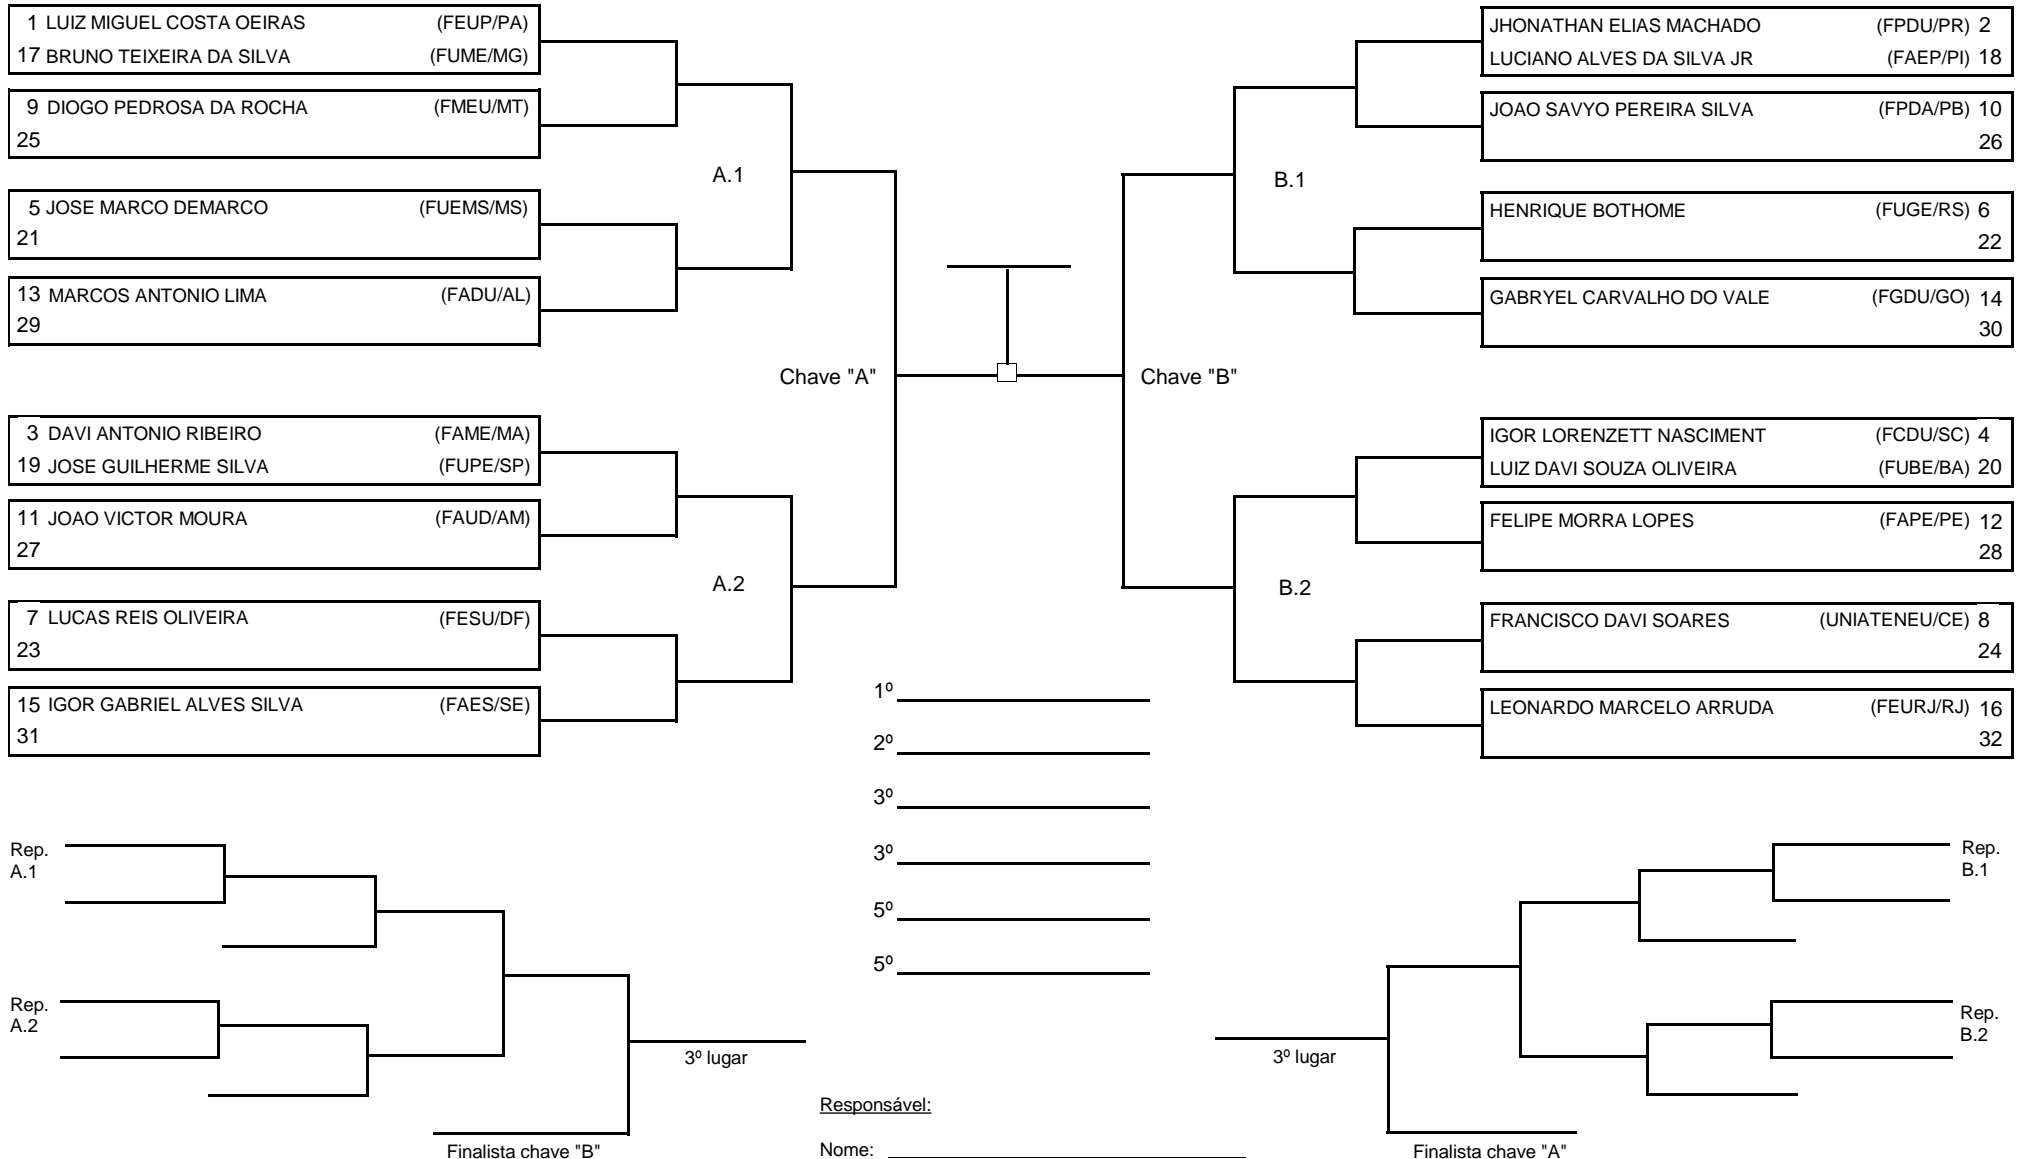 1 LUIZ MIGUEL COSTA OEIRAS (FEUP/PA)
17 BRUNO TEIXEIRA DA SILVA (FUME/MG)
9 DIOGO PEDROSA DA ROCHA (FMEU/MT)
25
A.1
5 JOSE MARCO DEMARCO (FUEMS/MS)
21
13 MARCOS ANTONIO LIMA (FADU/AL)
29
Chave "A"
3 DAVI ANTONIO RIBEIRO (FAME/MA)
19 JOSE GUILHERME SILVA (FUPE/SP)
11 JOAO VICTOR MOURA (FAUD/AM)
27
A.2
7 LUCAS REIS OLIVEIRA (FESU/DF)
23
15 IGOR GABRIEL ALVES SILVA (FAES/SE)
31
JHONATHAN ELIAS MACHADO (FPDU/PR) 2
LUCIANO ALVES DA SILVA JR (FAEP/PI) 18
JOAO SAVYO PEREIRA SILVA (FPDA/PB) 10
26
B.1
HENRIQUE BOTHOME (FUGE/RS) 6
22
GABRYEL CARVALHO DO VALE (FGDU/GO) 14
30
Chave "B"
IGOR LORENZETT NASCIMENT (FCDU/SC) 4
LUIZ DAVI SOUZA OLIVEIRA (FUBE/BA) 20
FELIPE MORRA LOPES (FAPE/PE) 12
28
B.2
FRANCISCO DAVI SOARES (UNIATENEU/CE) 8
24
LEONARDO MARCELO ARRUDA (FEURJ/RJ) 16
32
1º
2º
3º
3º
5º
5º
Rep.
A.1
Rep.
A.2
3º lugar
Finalista chave "B"
Rep.
B.1
Rep.
B.2
3º lugar
Finalista chave "A"
Responsável:
Nome: